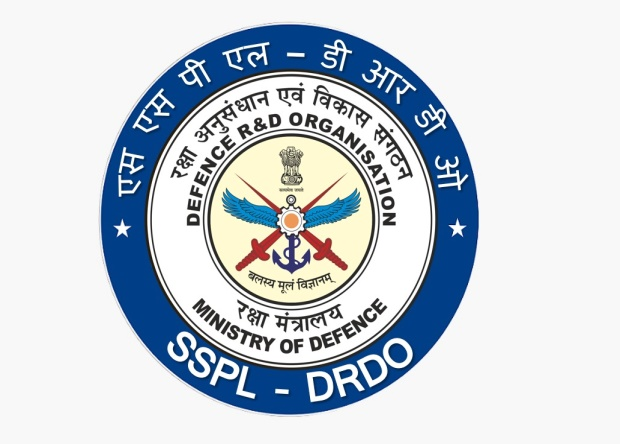 एस एस पी एल – डी आर डी ओ
रक्षा अनुसंधान एवं विकास संगठन
DEFENCE R&D ORGANISATION
सत्यमेव जयते
बलस्य मूलं विज्ञानम्
रक्षा मंत्रालय
MINISTRY OF DEFENCE
SSPL - DRDO